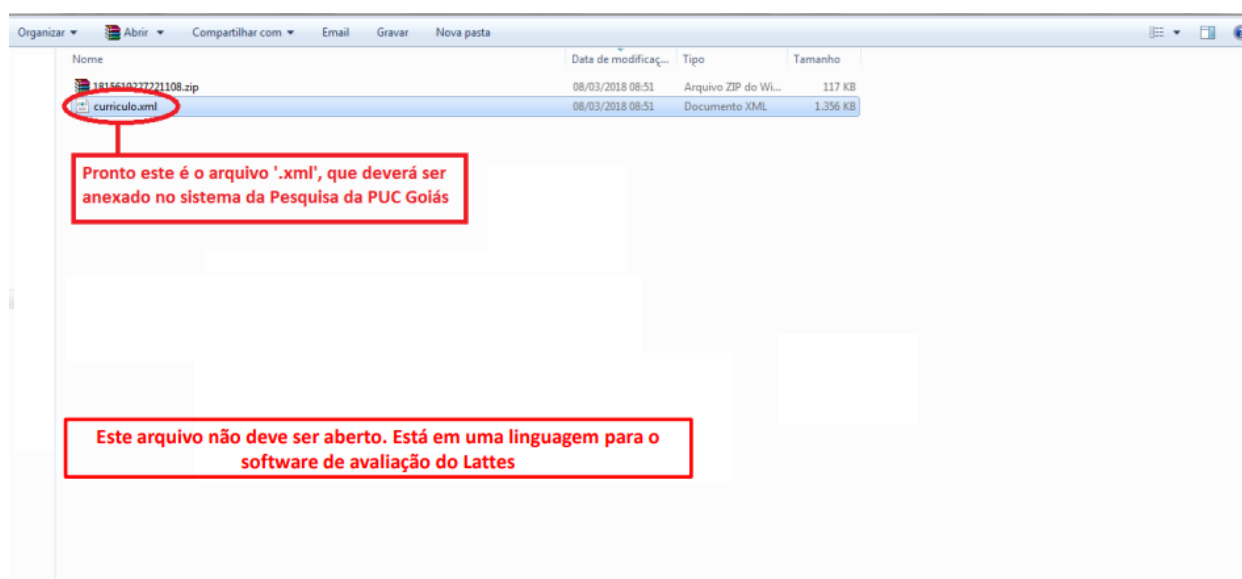 Organizar Abrir Compartilhar com Email Gravar Nova pasta
Nome Data de modificaç... Tipo Tamanho
1815610227221108.zip 08/03/2018 08:51 Arquivo ZIP do Wi... 117 KB
curriculo.xml 08/03/2018 08:51 Documento XML 1.356 KB
Pronto este é o arquivo '.xml', que deverá ser
anexado no sistema da Pesquisa da PUC Goiás
Este arquivo não deve ser aberto. Está em uma linguagem para o
software de avaliação do Lattes